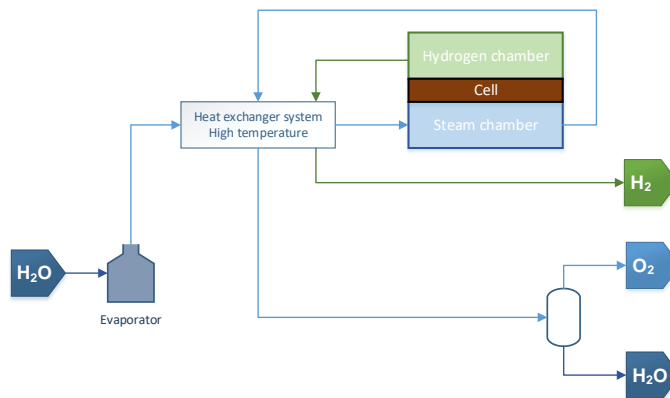 Hydrogen chamber
Cell
Steam chamber
Heat exchanger system
High temperature
H₂
H₂O
O₂
Evaporator
H₂O